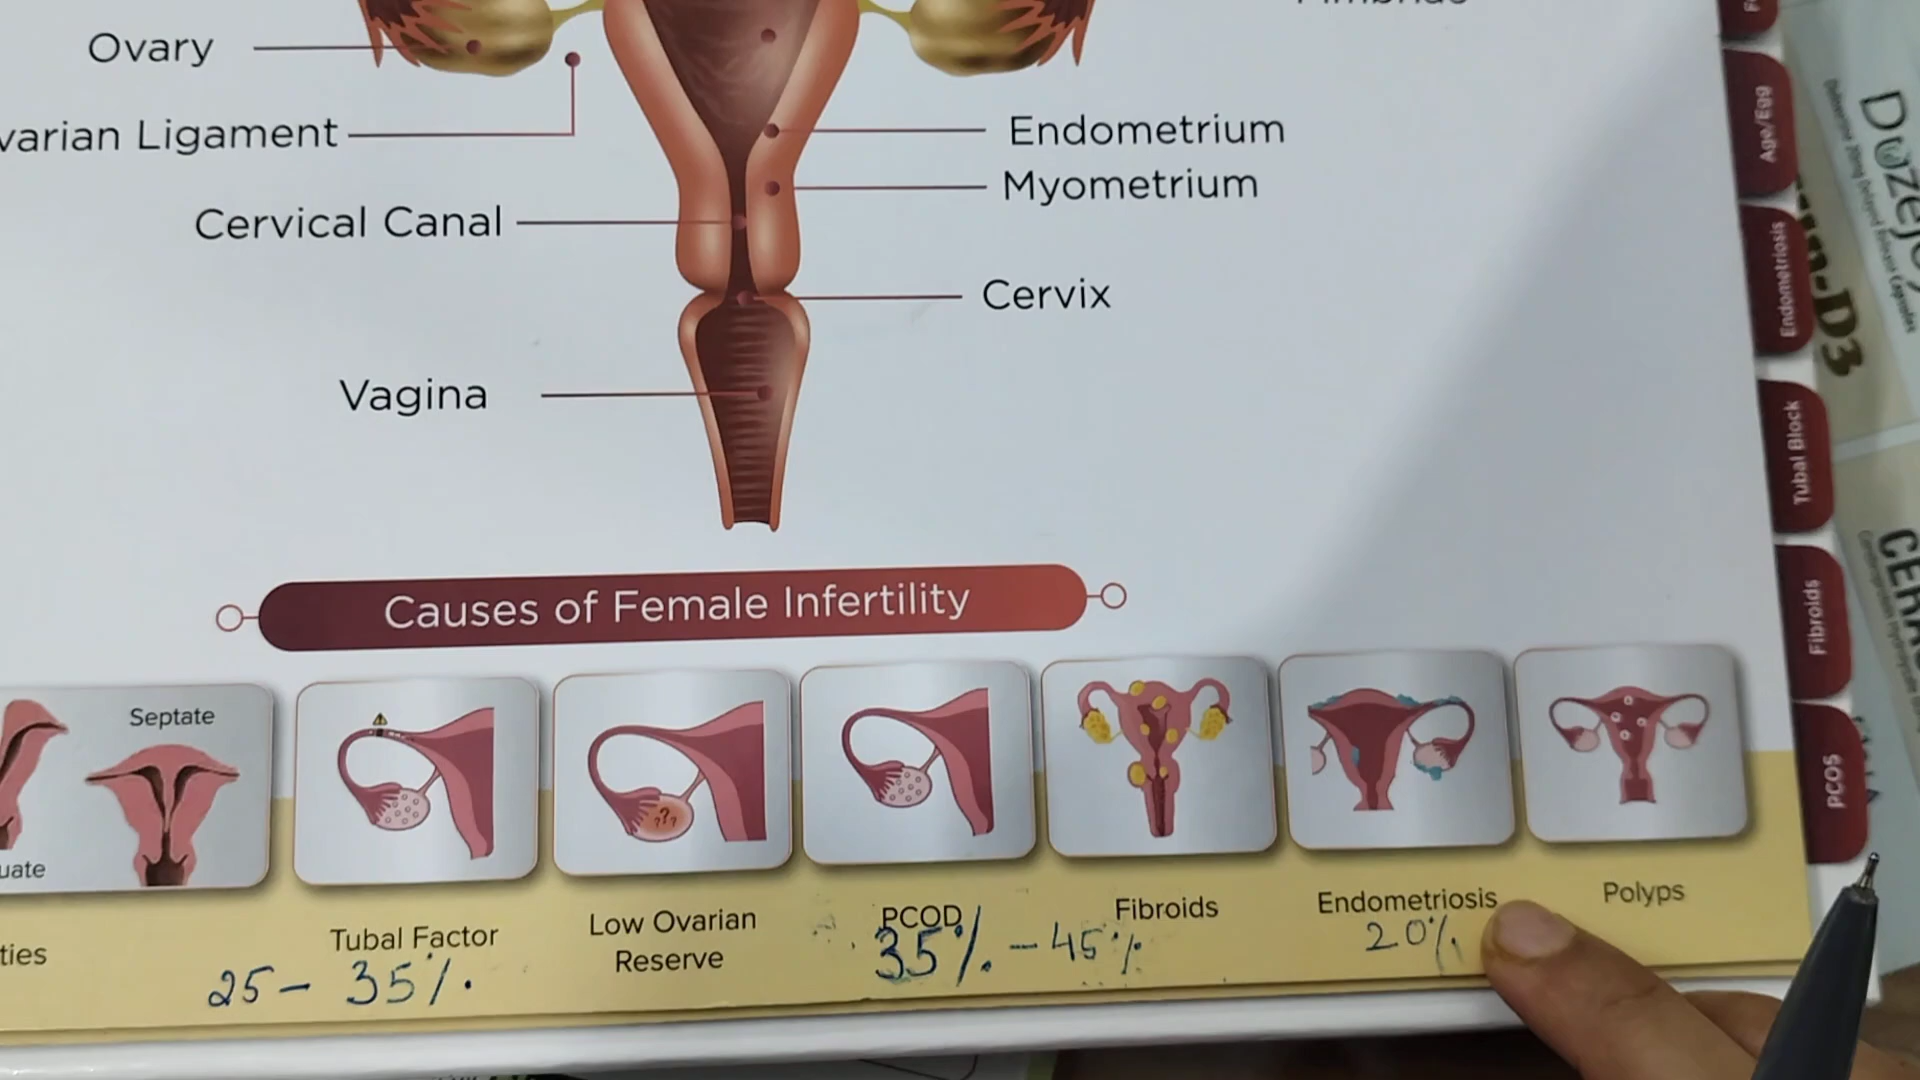 Ovary
varian Ligament
Endometrium
Myometrium
Cervical Canal
Cervix
Vagina
Causes of Female Infertility
Septate
uate
ties
Tubal Factor
25 - 35%.
Low Ovarian
Reserve
PCOD
35%. - 45%.
Fibroids
Endometriosis
20%.
Polyps
Age/Egg
Endometriosis
Tubal Block
Fibroids
PCOS
-D3